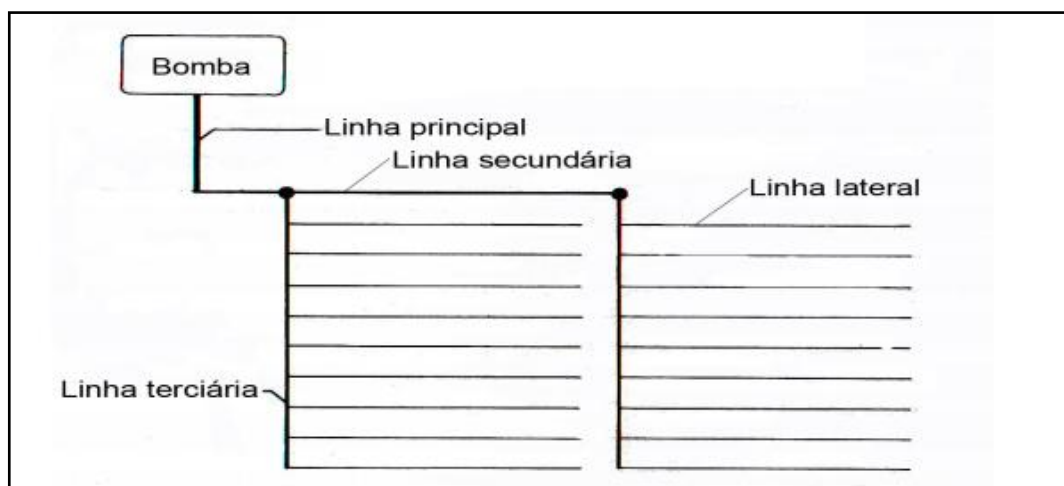 Bomba
Linha principal
Linha secundária
Linha lateral
Linha terciária